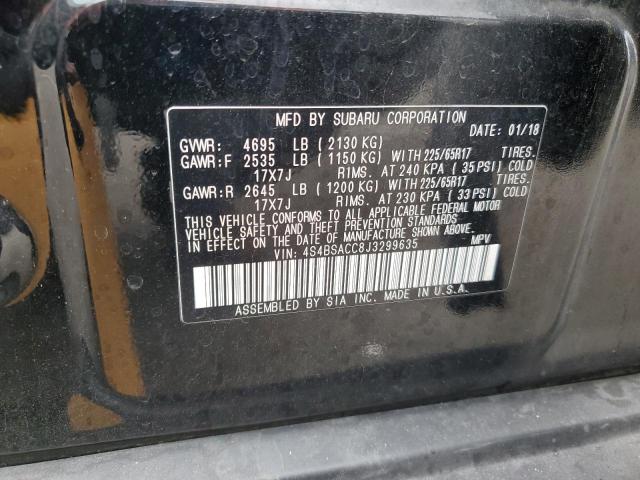 MFD BY SUBARU CORPORATION
DATE: 01/18
GVWR: 4695 LB ( 2130 KG)
GAWR:F 2535 LB ( 1150 KG) WITH 225/65R17 TIRES.
17X7J RIMS. AT 240 KPA ( 35 PSI) COLD
GAWR:R 2645 LB ( 1200 KG) WITH 225/65R17 TIRES.
17X7J RIMS. AT 230 KPA ( 33 PSI) COLD
THIS VEHICLE CONFORMS TO ALL APPLICABLE FEDERAL MOTOR
VEHICLE SAFETY AND THEFT PREVENTION STANDARDS
IN EFFECT ON THE DATE OF MANUFACTURE SHOWN ABOVE.
VIN: 4S4BSACC8J3299635 MPV
ASSEMBLED BY SIA INC. MADE IN U.S.A.